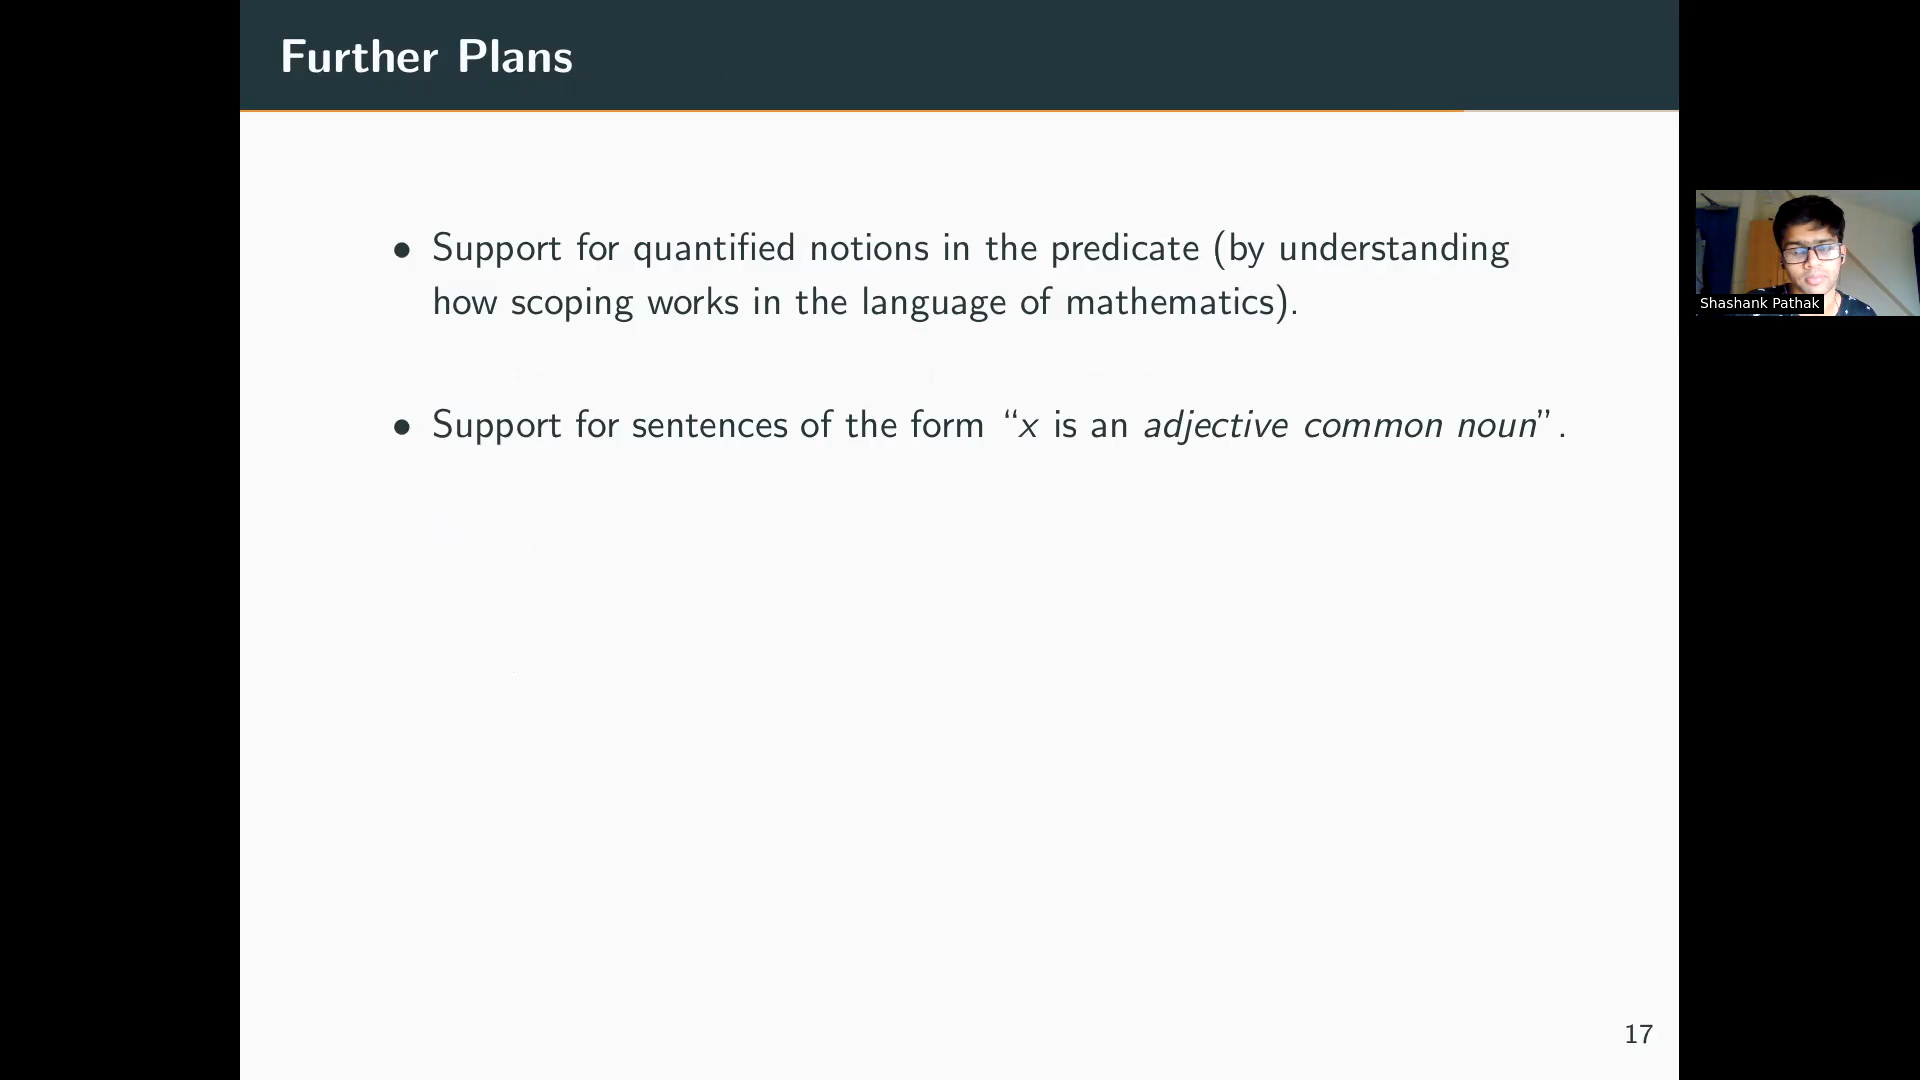 Further Plans
• Support for quantified notions in the predicate (by understanding
how scoping works in the language of mathematics).
• Support for sentences of the form “x is an adjective common noun”.
Shashank Pathak
17